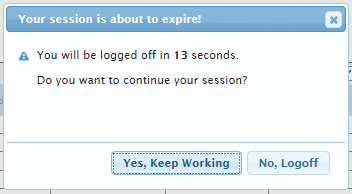 Your session is about to expire!
You will be logged off in 13 seconds.
Do you want to continue your session?
Yes, Keep Working No, Logoff